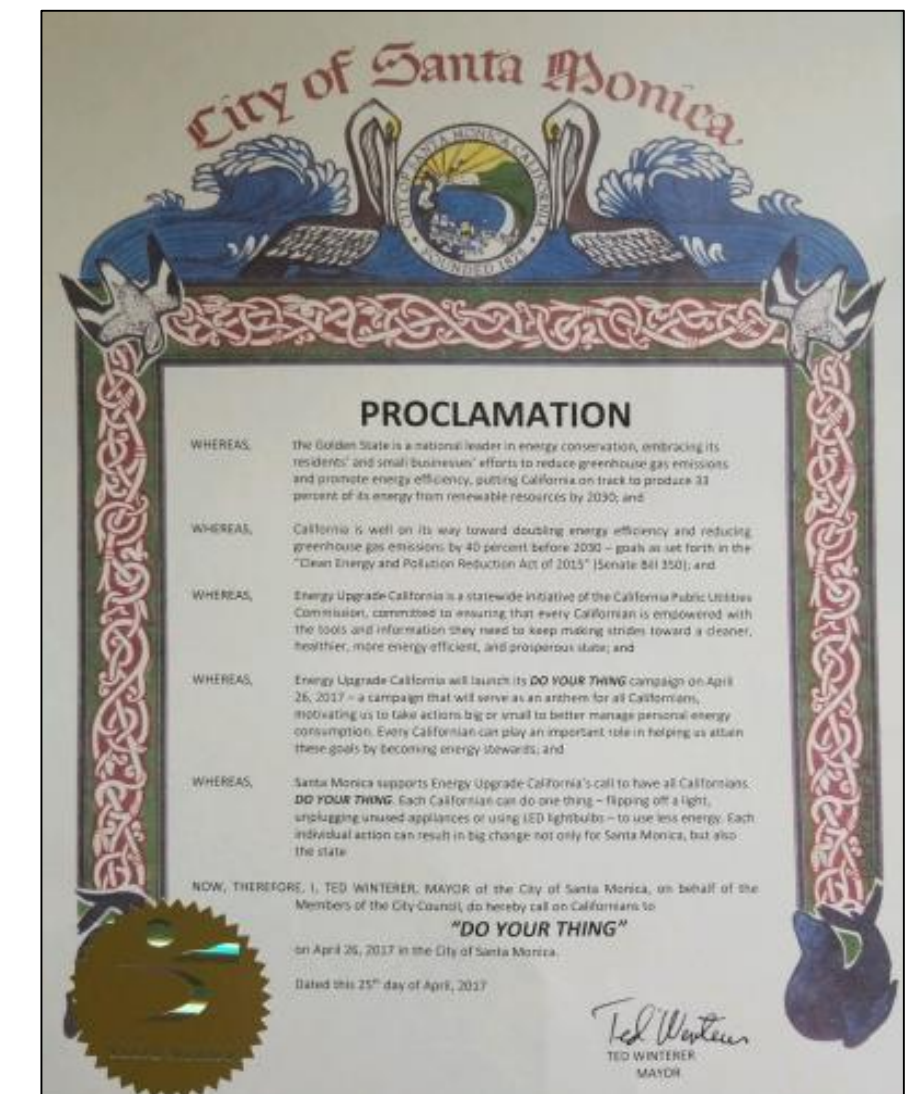 City of Santa Monica
CITY OF SANTA MONICA CALIFORNIA
FOUNDED 1875
PROCLAMATION
WHEREAS, the Golden State is a national leader in energy conservation, embracing its
residents' and small businesses' efforts to reduce greenhouse gas emissions
and promote energy efficiency, putting California on track to produce 33
percent of its energy from renewable resources by 2030; and
WHEREAS, California is well on its way toward doubling energy efficiency and reducing
greenhouse gas emissions by 40 percent before 2030 – goals as set forth in the
"Clean Energy and Pollution Reduction Act of 2015" (Senate Bill 350); and
WHEREAS, Energy Upgrade California is a statewide initiative of the California Public Utilities
Commission, committed to ensuring that every Californian is empowered with
the tools and information they need to keep making strides toward a cleaner,
healthier, more energy efficient, and prosperous state; and
WHEREAS, Energy Upgrade California will launch its DO YOUR THING campaign on April
26, 2017 – a campaign that will serve as an anthem for all Californians,
motivating us to take actions big or small to better manage personal energy
consumption. Every Californian can play an important role in helping us attain
these goals by becoming energy stewards; and
WHEREAS, Santa Monica supports Energy Upgrade California's call to have all Californians
DO YOUR THING. Each Californian can do one thing – flipping off a light,
unplugging unused appliances or using LED lightbulbs – to use less energy. Each
individual action can result in big change not only for Santa Monica, but also
the state
NOW, THEREFORE, I, TED WINTERER, MAYOR of the City of Santa Monica, on behalf of the
Members of the City Council, do hereby call on Californians to
"DO YOUR THING"
on April 26, 2017 in the City of Santa Monica.
Dated this 25th day of April, 2017
Ted Winterer
TED WINTERER
MAYOR